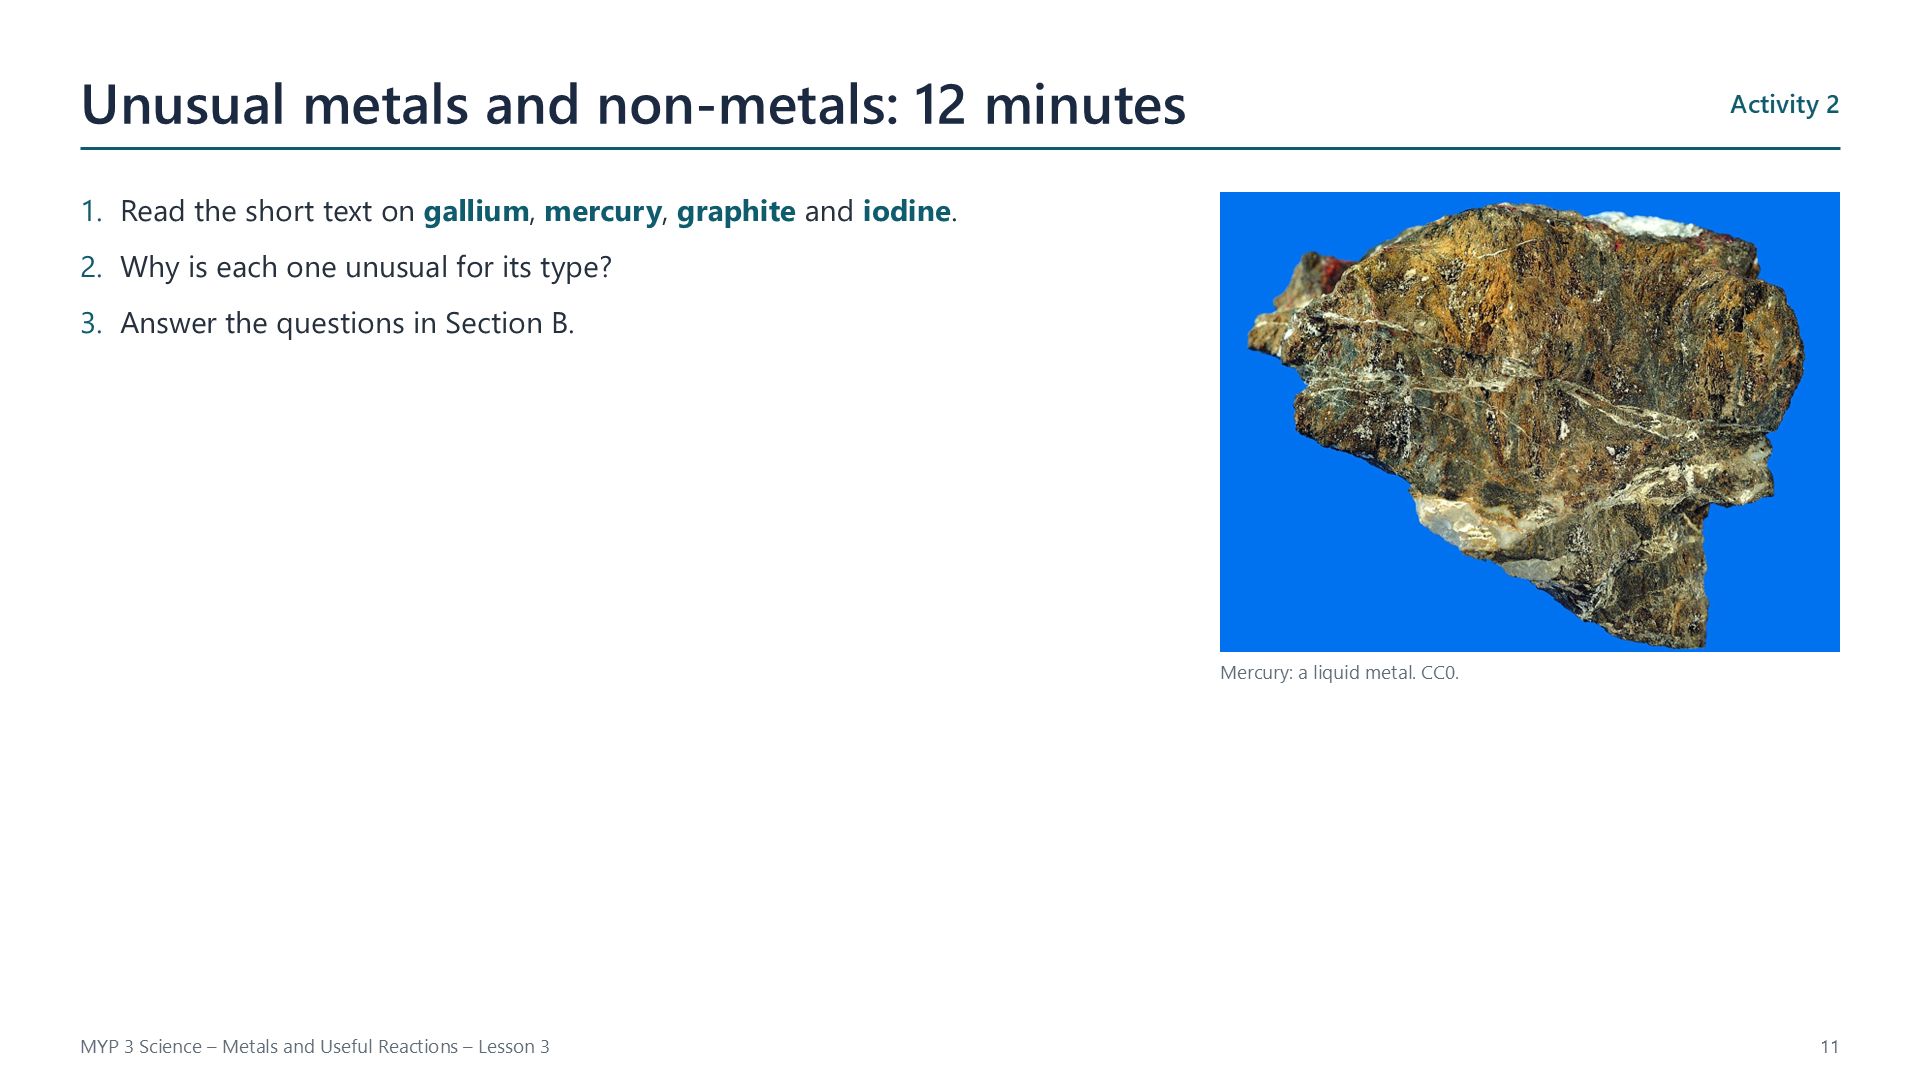 Unusual metals and non-metals: 12 minutes
Activity 2
1. Read the short text on gallium, mercury, graphite and iodine.
2. Why is each one unusual for its type?
3. Answer the questions in Section B.
Mercury: a liquid metal. CC0.
MYP 3 Science – Metals and Useful Reactions – Lesson 3
11